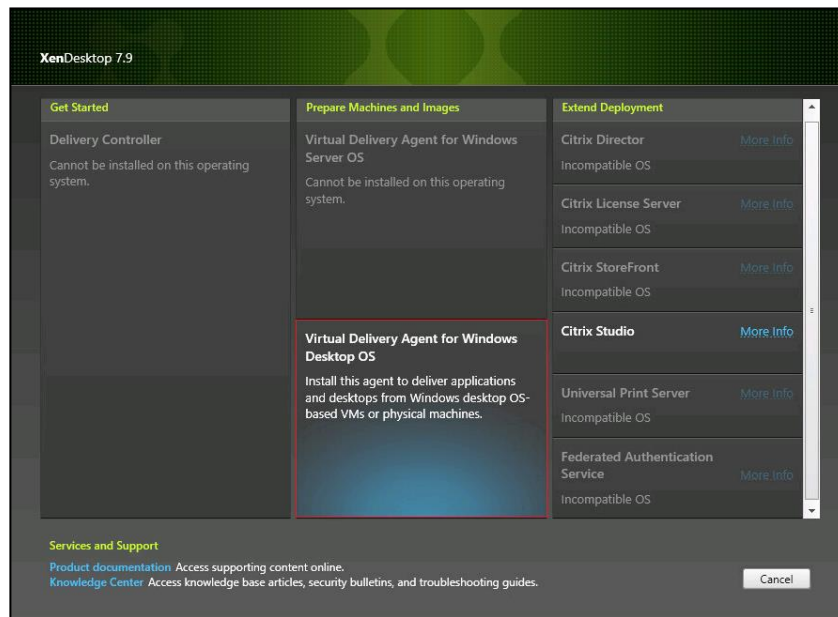 XenDesktop 7.9
Get Started
Delivery Controller
Cannot be installed on this operating
system.
Prepare Machines and Images
Virtual Delivery Agent for Windows
Server OS
Cannot be installed on this operating
system.
Virtual Delivery Agent for Windows
Desktop OS
Install this agent to deliver applications
and desktops from Windows desktop OS-
based VMs or physical machines.
Extend Deployment
Citrix Director More Info
Incompatible OS
Citrix License Server More Info
Incompatible OS
Citrix StoreFront More Info
Incompatible OS
Citrix Studio More Info
Universal Print Server More Info
Incompatible OS
Federated Authentication
Service More Info
Incompatible OS
Services and Support
Product documentation Access supporting content online.
Knowledge Center Access knowledge base articles, security bulletins, and troubleshooting guides.
Cancel